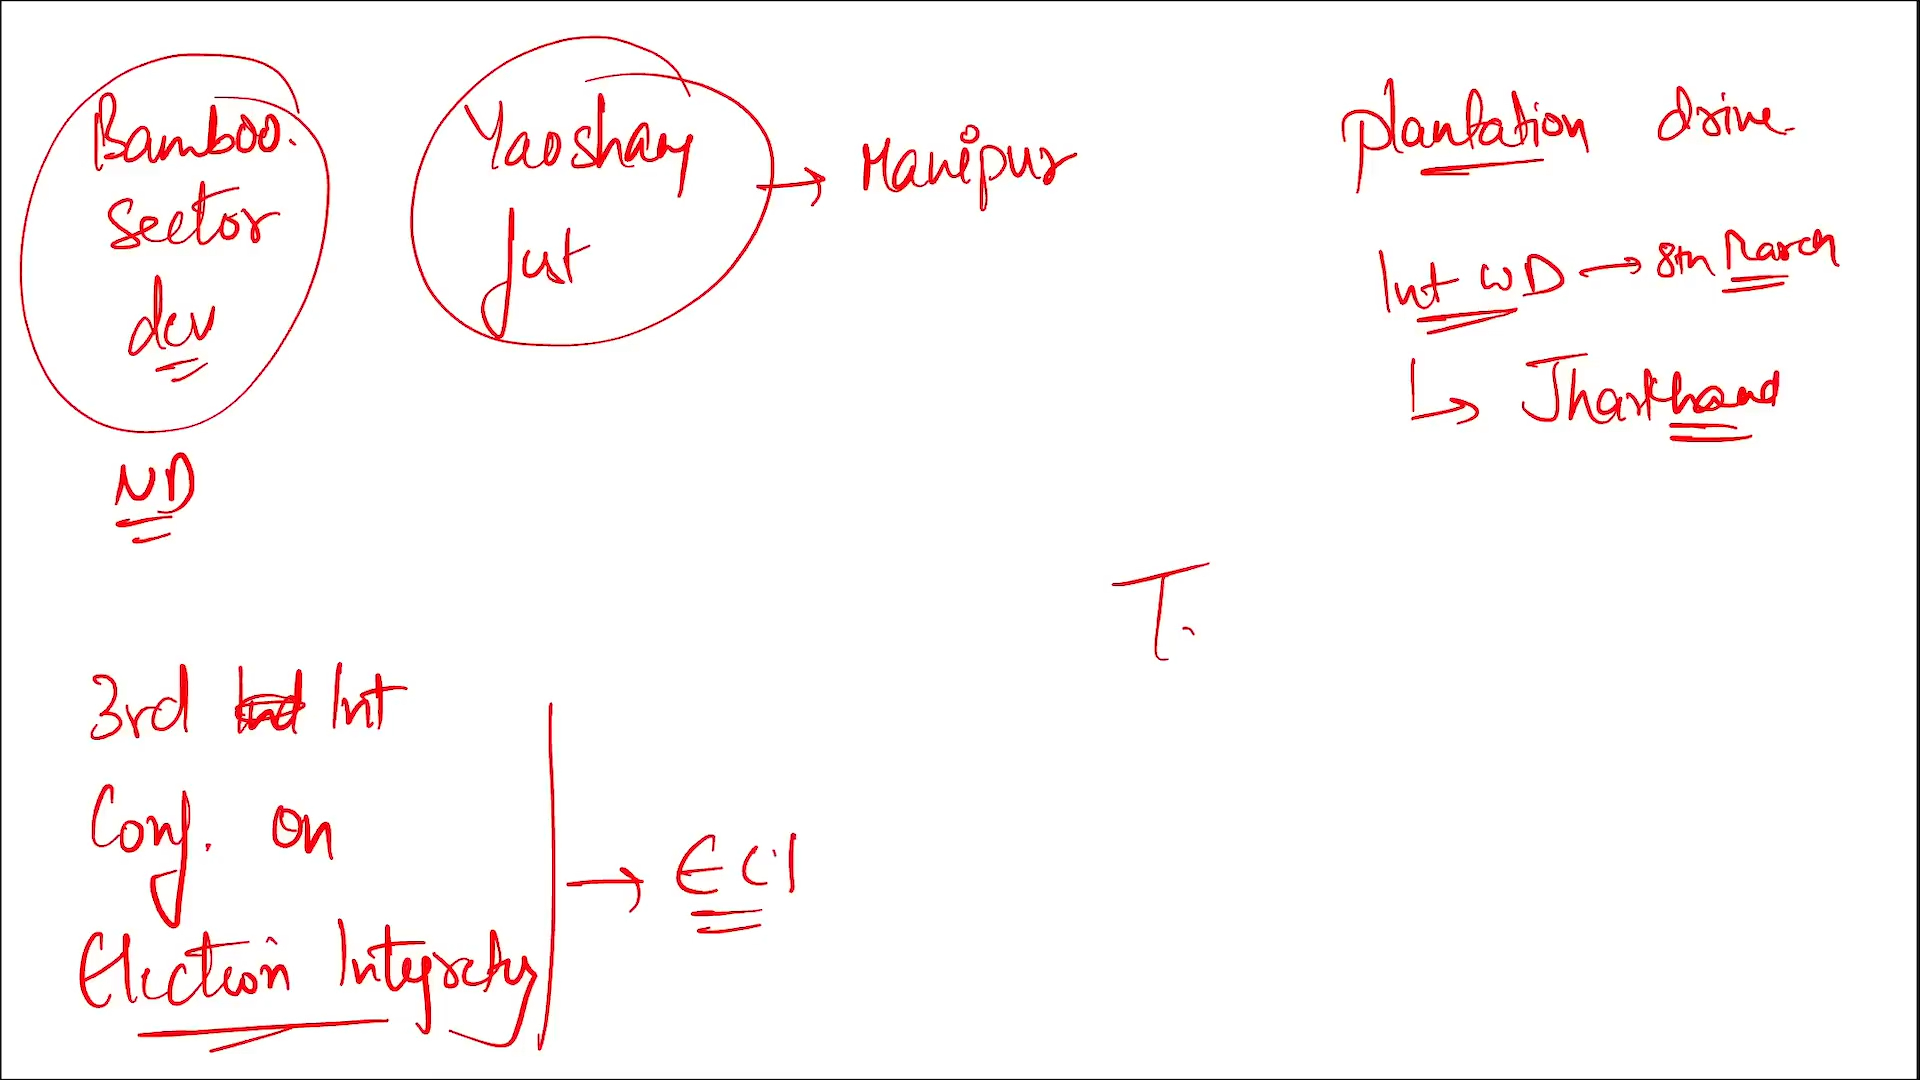 Bamboo.
Sector
dev
ND
Yaoshang
fest
→ Manipur
plantation drive.
Int WD → 8th March
↳ Jharkhand
T.
3rd Int
Conf. on
Election Integrity
→ ECI